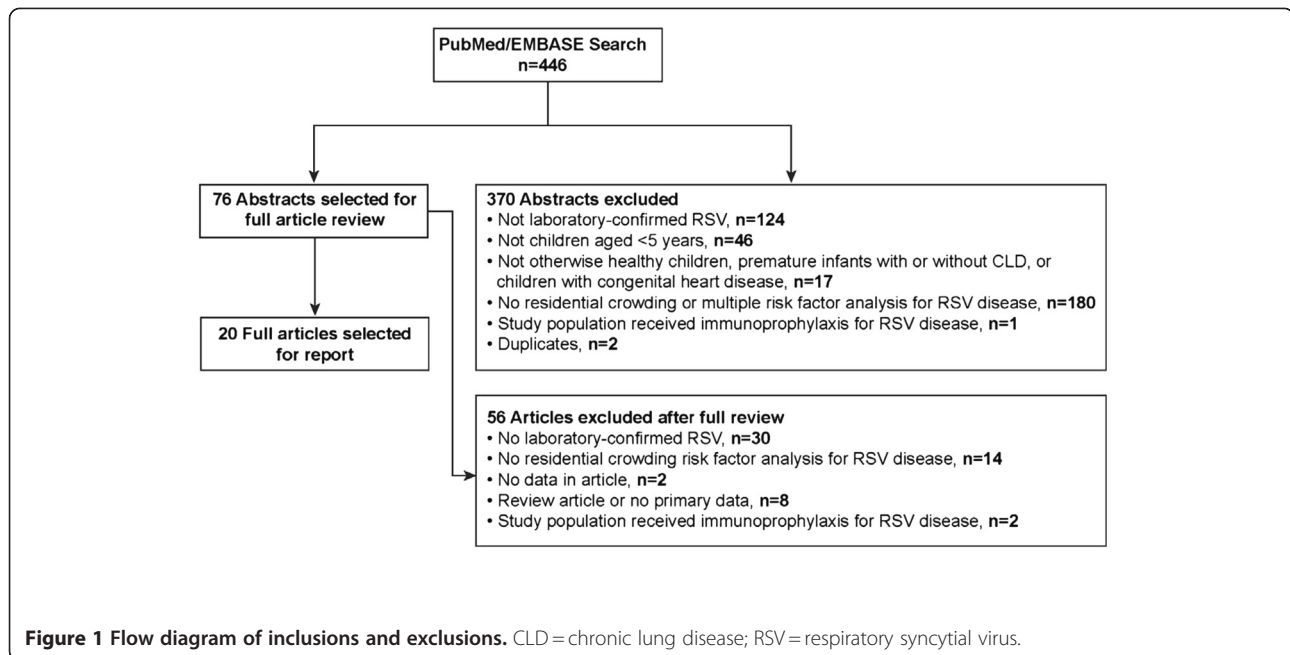 PubMed/EMBASE Search
n=446
76 Abstracts selected for
full article review
370 Abstracts excluded
• Not laboratory-confirmed RSV, n=124
• Not children aged <5 years, n=46
• Not otherwise healthy children, premature infants with or without CLD, or
children with congenital heart disease, n=17
• No residential crowding or multiple risk factor analysis for RSV disease, n=180
• Study population received immunoprophylaxis for RSV disease, n=1
• Duplicates, n=2
20 Full articles selected
for report
56 Articles excluded after full review
• No laboratory-confirmed RSV, n=30
• No residential crowding risk factor analysis for RSV disease, n=14
• No data in article, n=2
• Review article or no primary data, n=8
• Study population received immunoprophylaxis for RSV disease, n=2
Figure 1 Flow diagram of inclusions and exclusions. CLD = chronic lung disease; RSV = respiratory syncytial virus.